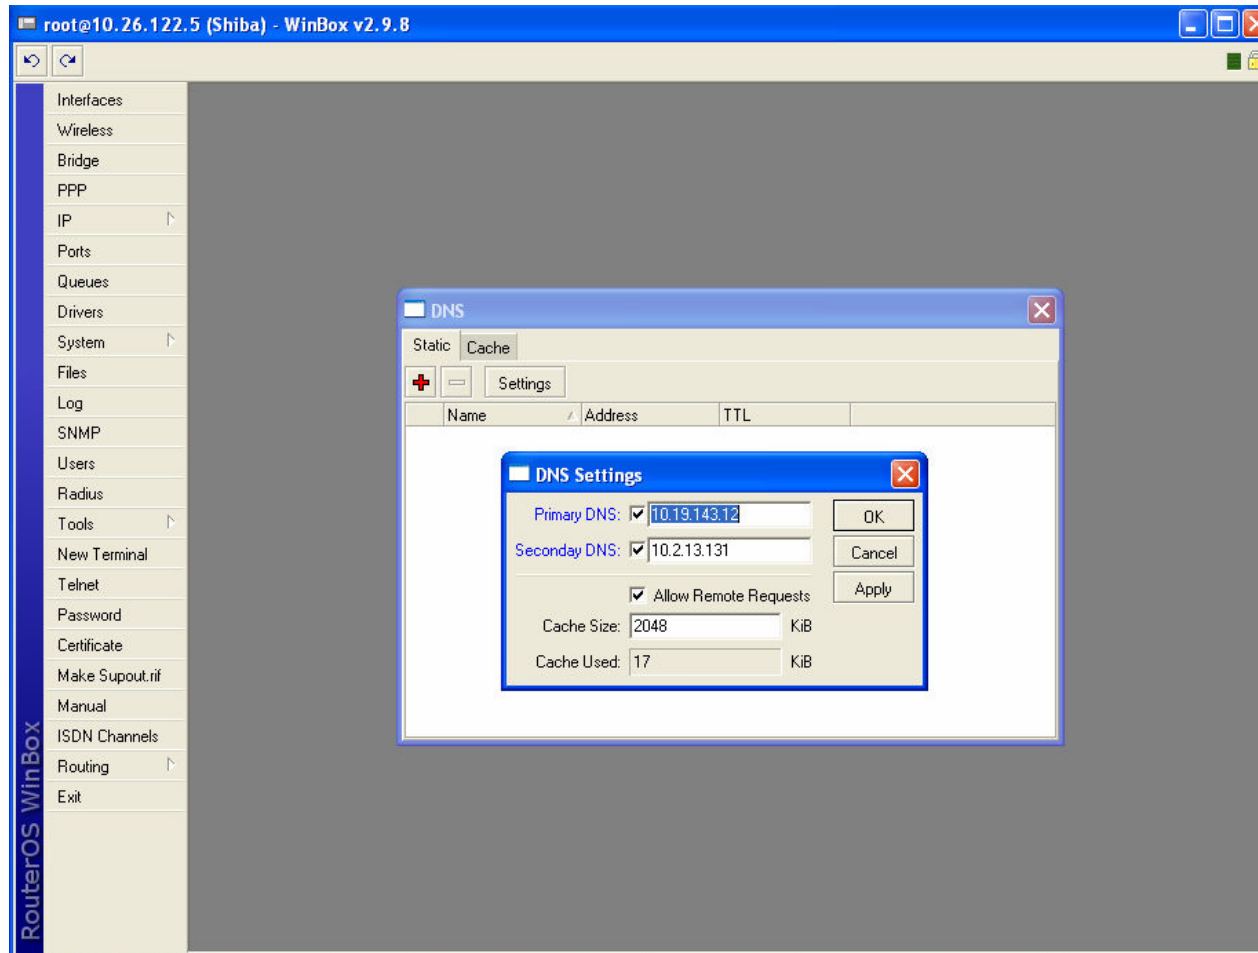 root@10.26.122.5 (Shiba) - WinBox v2.9.8
Interfaces
Wireless
Bridge
PPP
IP
Ports
Queues
Drivers
System
Files
Log
SNMP
Users
Radius
Tools
New Terminal
Telnet
Password
Certificate
Make Supout.rif
Manual
ISDN Channels
Routing
Exit
RouterOS WinBox
DNS
Static Cache
Settings
Name Address TTL
DNS Settings
Primary DNS: 10.19.143.12 OK
Seconday DNS: 10.2.13.131 Cancel
Allow Remote Requests Apply
Cache Size: 2048 KiB
Cache Used: 17 KiB